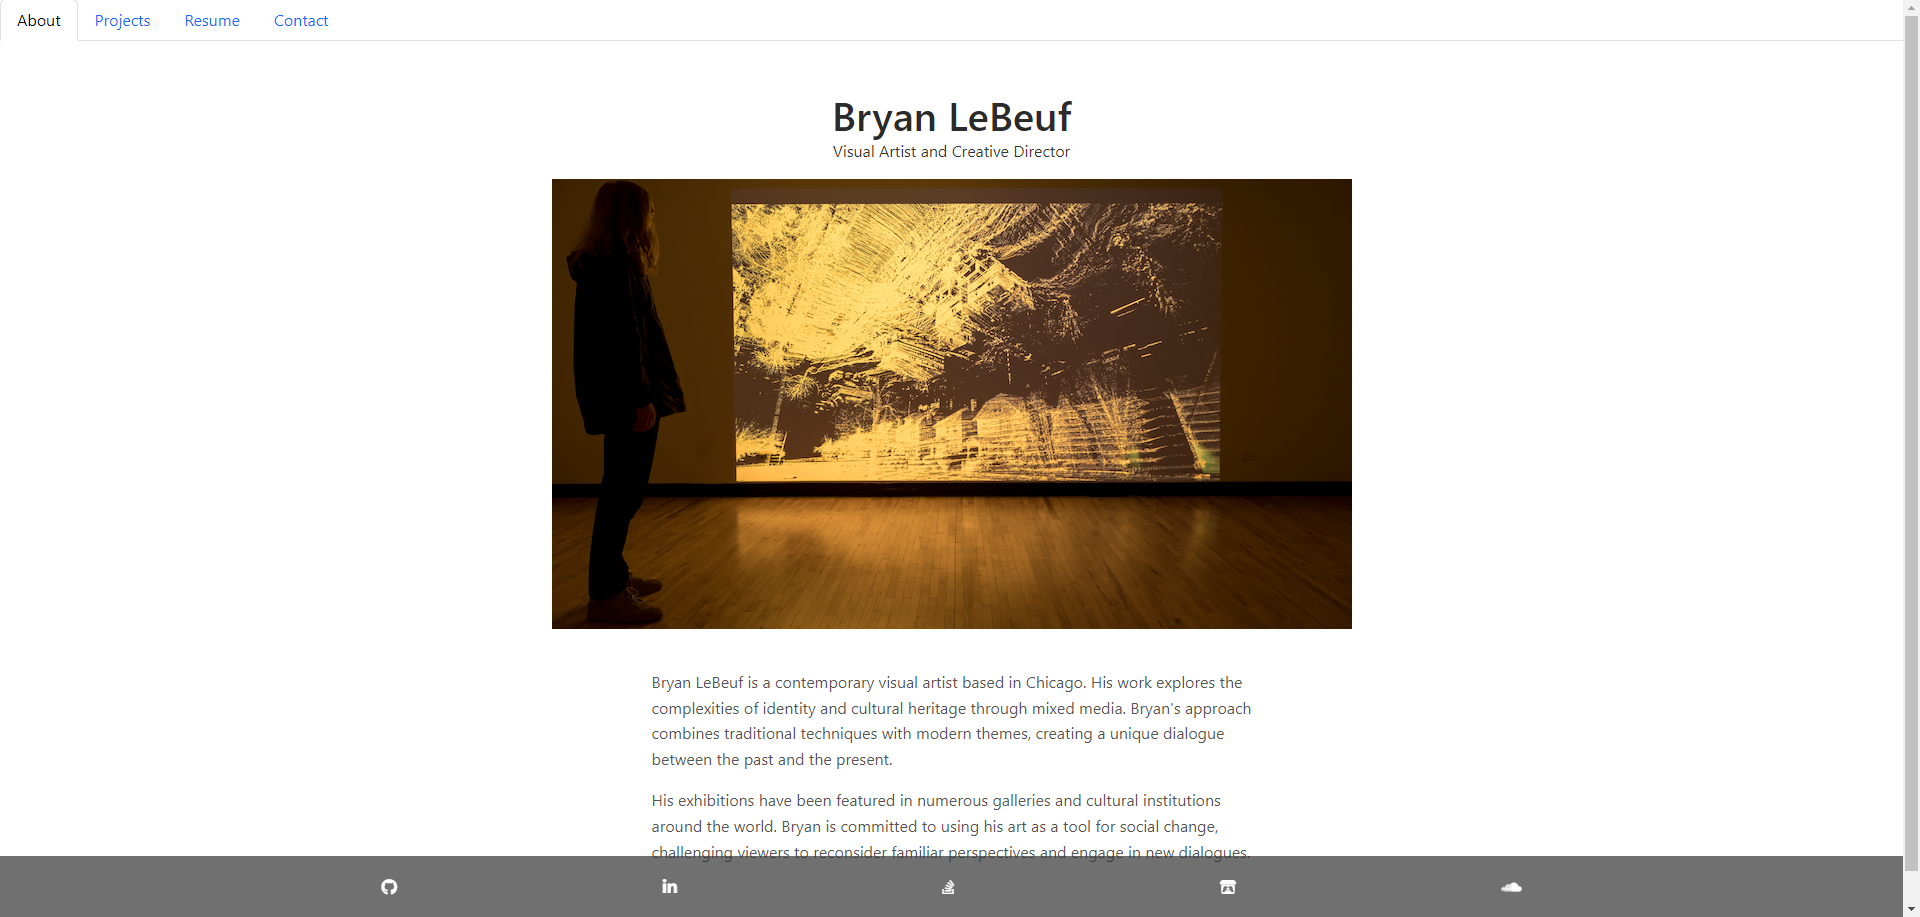 About Projects Resume Contact
Bryan LeBeuf
Visual Artist and Creative Director
Bryan LeBeuf is a contemporary visual artist based in Chicago. His work explores the
complexities of identity and cultural heritage through mixed media. Bryan's approach
combines traditional techniques with modern themes, creating a unique dialogue
between the past and the present.
His exhibitions have been featured in numerous galleries and cultural institutions
around the world. Bryan is committed to using his art as a tool for social change,
challenging viewers to reconsider familiar perspectives and engage in new dialogues.
in